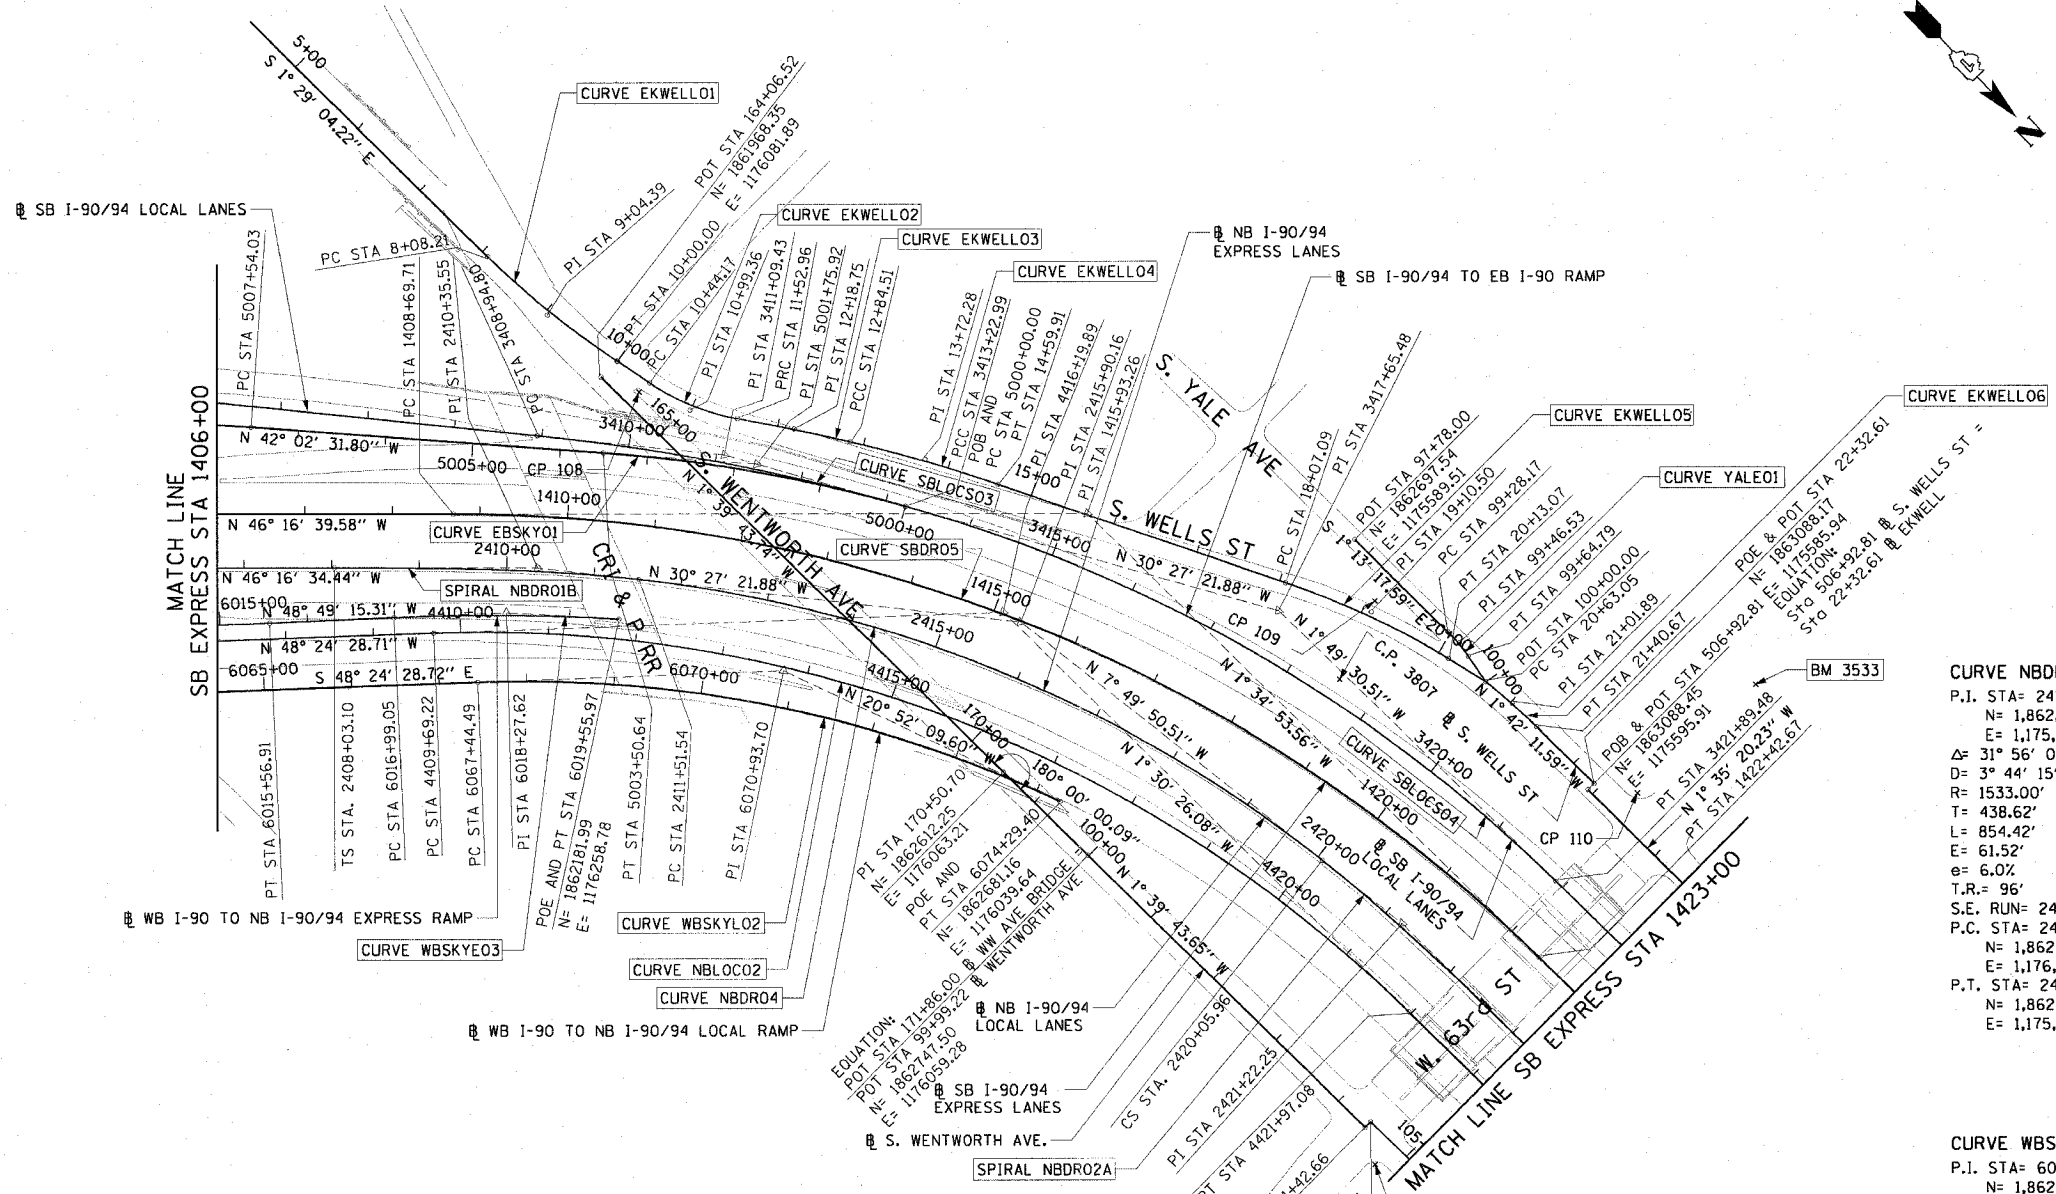 5+00
S 1° 29' 04.22" E
CURVE EKWELL01
POT STA 164+06.52
N= 1861968.35
E= 1176081.89
N
℄ SB I-90/94 LOCAL LANES
PC STA 5007+54.03
PC STA 8+08.21
PI STA 9+04.39
PT STA 10+00.00
10+00
PC STA 10+44.17
PI STA 10+99.36
CURVE EKWELL02
CURVE EKWELL03
CURVE EKWELL04
℄ NB I-90/94
EXPRESS LANES
℄ SB I-90/94 TO EB I-90 RAMP
PC STA 1408+69.71
PI STA 2410+35.55
PO STA 3408+94.80
PI STA 3411+09.43
PRC STA 11+52.96
PI STA 5001+75.92
PI STA 12+18.75
PCC STA 12+84.51
PI STA 13+72.28
PCC STA 3413+22.99
POB AND
PC STA 5000+00.00
PT STA 14+59.91
PI STA 4416+19.89
PI STA 2415+90.16
PI STA 1415+93.26
S. YALE AVE
PC STA 18+07.09
PI STA 3417+65.48
POT STA 97+78.00
N= 1862697.54
E= 1175589.51
PI STA 19+10.50
PC STA 99+28.17
PT STA 20+13.07
PI STA 99+46.53
PT STA 99+64.79
POT STA 100+00.00
PC STA 20+63.05
PI STA 21+01.89
PT STA 21+40.67
CURVE EKWELL05
CURVE YALE01
CURVE EKWELL06
POE & POT STA 22+32.61
N= 1863088.17
E= 1175585.94
POB & POT STA 506+92.81
N= 1863088.45
E= 1175595.91
EQUATION:
Sta 506+92.81 ℄ S. WELLS ST =
Sta 22+32.61 ℄ EKWELL
MATCH LINE
SB EXPRESS STA 1406+00
N 42° 02' 31.80" W
5005+00
CP 108
3410+00
165+00
1410+00
CURVE SBLOCS03
15+00
S. WELLS ST
5000+00
3415+00
N 30° 27' 21.88" W
S 1° 13' 17.59" E
20+00
100+00
N 46° 16' 39.58" W
CURVE EBSKY01
2410+00
S. WENTWORTH AVE
N 1° 39' 43.74" W
CURVE SBDR05
1415+00
N 46° 16' 34.44" W
SPIRAL NBDR01B
CRI & P-RR
N 30° 27' 21.88" W
2415+00
CP 109
N 1° 49' 30.51" W
C.P. 3807
6015+00
N 48° 49' 15.31" W
4410+00
N 48° 24' 28.71" W
6065+00
S 48° 24' 28.72" E
6070+00
4415+00
N 20° 52' 09.60" W
170+00
N 7° 49' 50.51" W
N 1° 34' 53.56" W
3420+00
℄ S. WELLS ST
N 1° 42' 11.59" W
BM 3533
PT STA 3421+89.48
N 1° 35' 20.23" W
PT STA 1422+42.67
CP 110
CURVE SBLOCS04
1420+00
N 1° 30' 26.08" W
2420+00
℄ SB I-90/94
LOCAL
LANES
4420+00
180° 00' 00.09"
100+00
N 1° 39' 43.65" W
PT STA 6015+56.91
TS STA. 2408+03.10
PC STA 6016+99.05
PC STA 4409+69.22
PC STA 6067+44.49
PI STA 6018+27.62
POE AND PT STA 6019+55.97
N= 1862181.99
E= 1176258.78
PT STA 5003+50.64
PC STA 2411+51.54
PI STA 6070+93.70
PI STA 170+50.70
N= 1862612.25
E= 1176063.21
POE AND
PT STA 6074+29.40
N= 1862681.16
E= 1176039.64
EQUATION:
POT STA 171+86.00 ℄ WW AVE BRIDGE
POT STA 99+99.22 ℄ WENTWORTH AVE
N= 1862747.50
E= 1176059.28
℄ WB I-90 TO NB I-90/94 EXPRESS RAMP
CURVE WBSKYE03
CURVE WBSKYL02
CURVE NBLOC02
CURVE NBDR04
℄ WB I-90 TO NB I-90/94 LOCAL RAMP
℄ NB I-90/94
LOCAL LANES
℄ SB I-90/94
EXPRESS LANES
℄ S. WENTWORTH AVE.
SPIRAL NBDR02A
CS STA. 2420+05.96
PI STA 2421+22.25
PT STA 4421+97.08
+42.66
105
W. 63rd ST
MATCH LINE SB EXPRESS STA 1423+00
CURVE NBD
P.I. STA= 24
N= 1,862,
E= 1,175,
Δ= 31° 56' 0
D= 3° 44' 15"
R= 1533.00'
T= 438.62'
L= 854.42'
E= 61.52'
e= 6.0%
T.R.= 96'
S.E. RUN= 24
P.C. STA= 24
N= 1,862
E= 1,176,
P.T. STA= 24
N= 1,862
E= 1,175,
CURVE WBS
P.I. STA= 60
N= 1,862